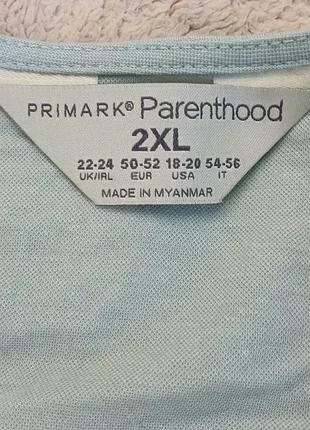 PRIMARK® Parenthood
2XL
22-24 50-52 18-20 54-56
UK/IRL EUR USA IT
MADE IN MYANMAR